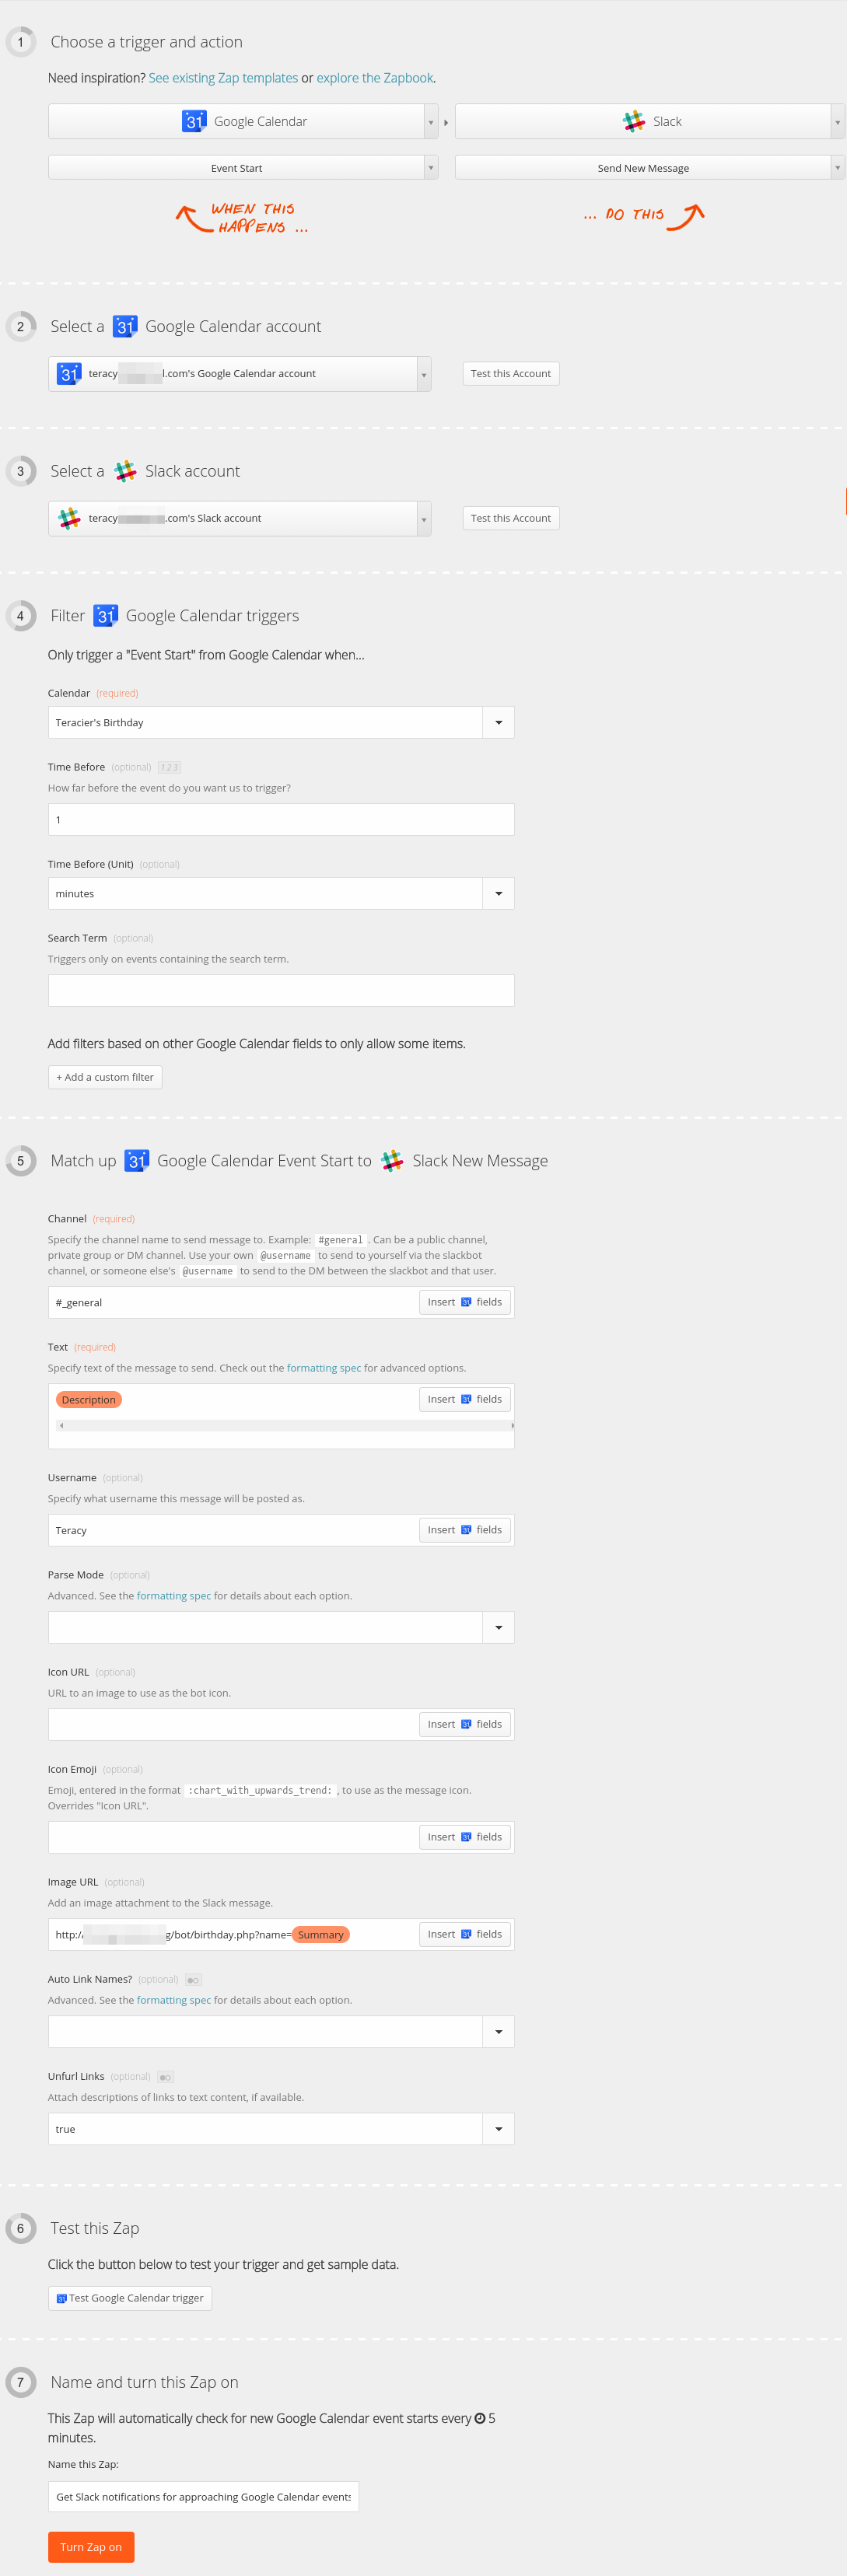 1 Choose a trigger and action
Need inspiration? See existing Zap templates or explore the Zapbook.
31 Google Calendar Slack
Event Start Send New Message
WHEN THIS ... DO THIS
HAPPENS ...
2 Select a 31 Google Calendar account
31 teracy l.com's Google Calendar account Test this Account
3 Select a Slack account
teracy .com's Slack account Test this Account
4 Filter 31 Google Calendar triggers
Only trigger a "Event Start" from Google Calendar when...
Calendar (required)
Teracier's Birthday
Time Before (optional) 1 2 3
How far before the event do you want us to trigger?
1
Time Before (Unit) (optional)
minutes
Search Term (optional)
Triggers only on events containing the search term.
Add filters based on other Google Calendar fields to only allow some items.
+ Add a custom filter
5 Match up 31 Google Calendar Event Start to Slack New Message
Channel (required)
Specify the channel name to send message to. Example: #general . Can be a public channel,
private group or DM channel. Use your own @username to send to yourself via the slackbot
channel, or someone else's @username to send to the DM between the slackbot and that user.
#_general Insert 31 fields
Text (required)
Specify text of the message to send. Check out the formatting spec for advanced options.
Description Insert 31 fields
Username (optional)
Specify what username this message will be posted as.
Teracy Insert 31 fields
Parse Mode (optional)
Advanced. See the formatting spec for details about each option.
Icon URL (optional)
URL to an image to use as the bot icon.
Insert 31 fields
Icon Emoji (optional)
Emoji, entered in the format :chart_with_upwards_trend: , to use as the message icon.
Overrides "Icon URL".
Insert 31 fields
Image URL (optional)
Add an image attachment to the Slack message.
http:/ g/bot/birthday.php?name= Summary Insert 31 fields
Auto Link Names? (optional)
Advanced. See the formatting spec for details about each option.
Unfurl Links (optional)
Attach descriptions of links to text content, if available.
true
6 Test this Zap
Click the button below to test your trigger and get sample data.
31 Test Google Calendar trigger
7 Name and turn this Zap on
This Zap will automatically check for new Google Calendar event starts every 5
minutes.
Name this Zap:
Get Slack notifications for approaching Google Calendar events
Turn Zap on